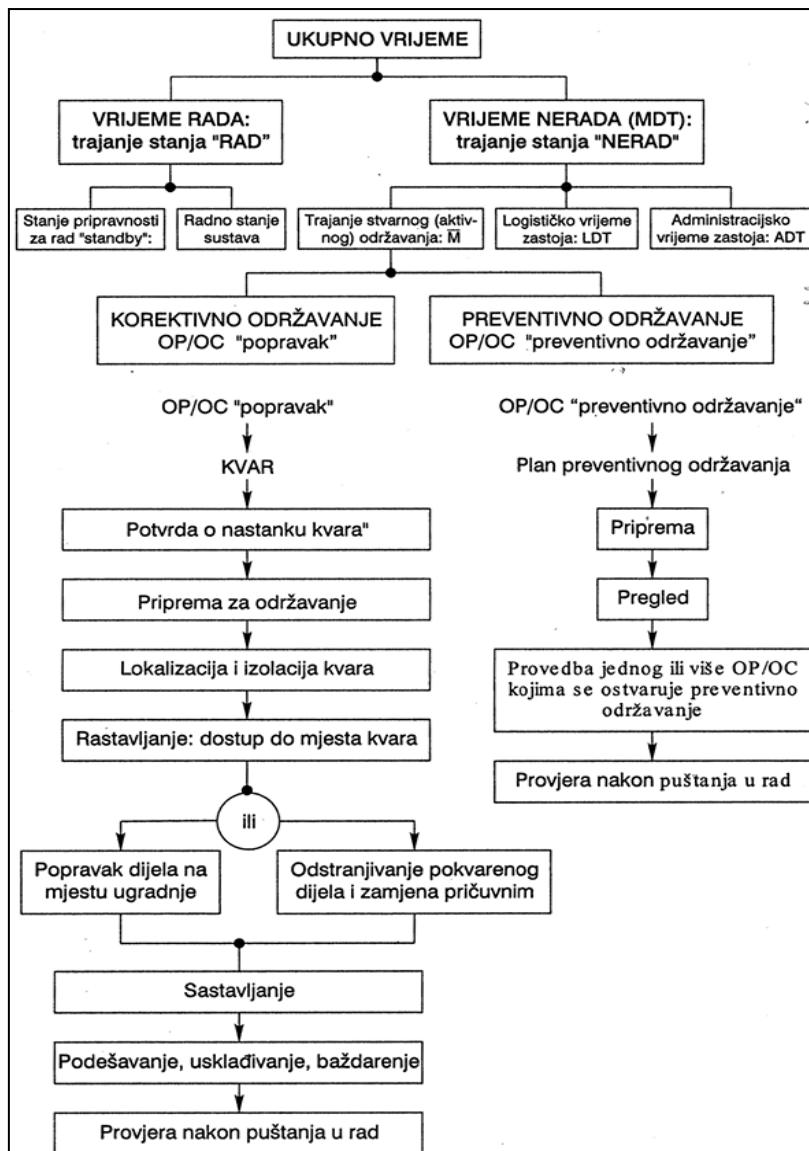 UKUPNO VRIJEME
VRIJEME RADA:
trajanje stanja "RAD"
VRIJEME NERADA (MDT):
trajanje stanja "NERAD"
Stanje pripravnosti
za rad "standby":
Radno stanje
sustava
Trajanje stvarnog (aktiv-
nog) održavanja: M̅
Logističko vrijeme
zastoja: LDT
Administracijsko
vrijeme zastoja: ADT
KOREKTIVNO ODRŽAVANJE
OP/OC "popravak"
PREVENTIVNO ODRŽAVANJE
OP/OC "preventivno održavanje"
OP/OC "popravak"
KVAR
Potvrda o nastanku kvara"
Priprema za održavanje
Lokalizacija i izolacija kvara
Rastavljanje: dostup do mjesta kvara
ili
Popravak dijela na
mjestu ugradnje
Odstranjivanje pokvarenog
dijela i zamjena pričuvnim
Sastavljanje
Podešavanje, usklađivanje, baždarenje
Provjera nakon puštanja u rad
OP/OC “preventivno održavanje“
Plan preventivnog održavanja
Priprema
Pregled
Provedba jednog ili više OP/OC
kojima se ostvaruje preventivno
održavanje
Provjera nakon puštanja u rad